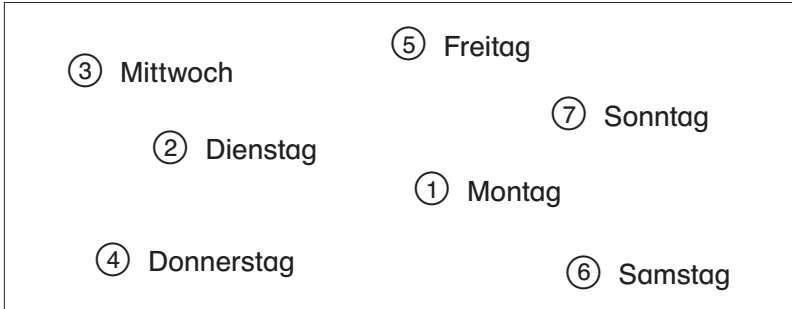 ⑤ Freitag
③ Mittwoch
⑦ Sonntag
② Dienstag
① Montag
④ Donnerstag
⑥ Samstag